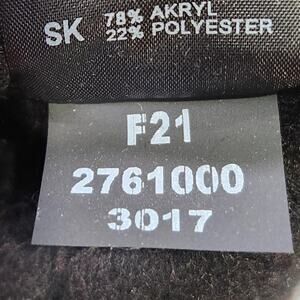 SK 78% AKRYL
22% POLYESTER
F21
2761000
3017